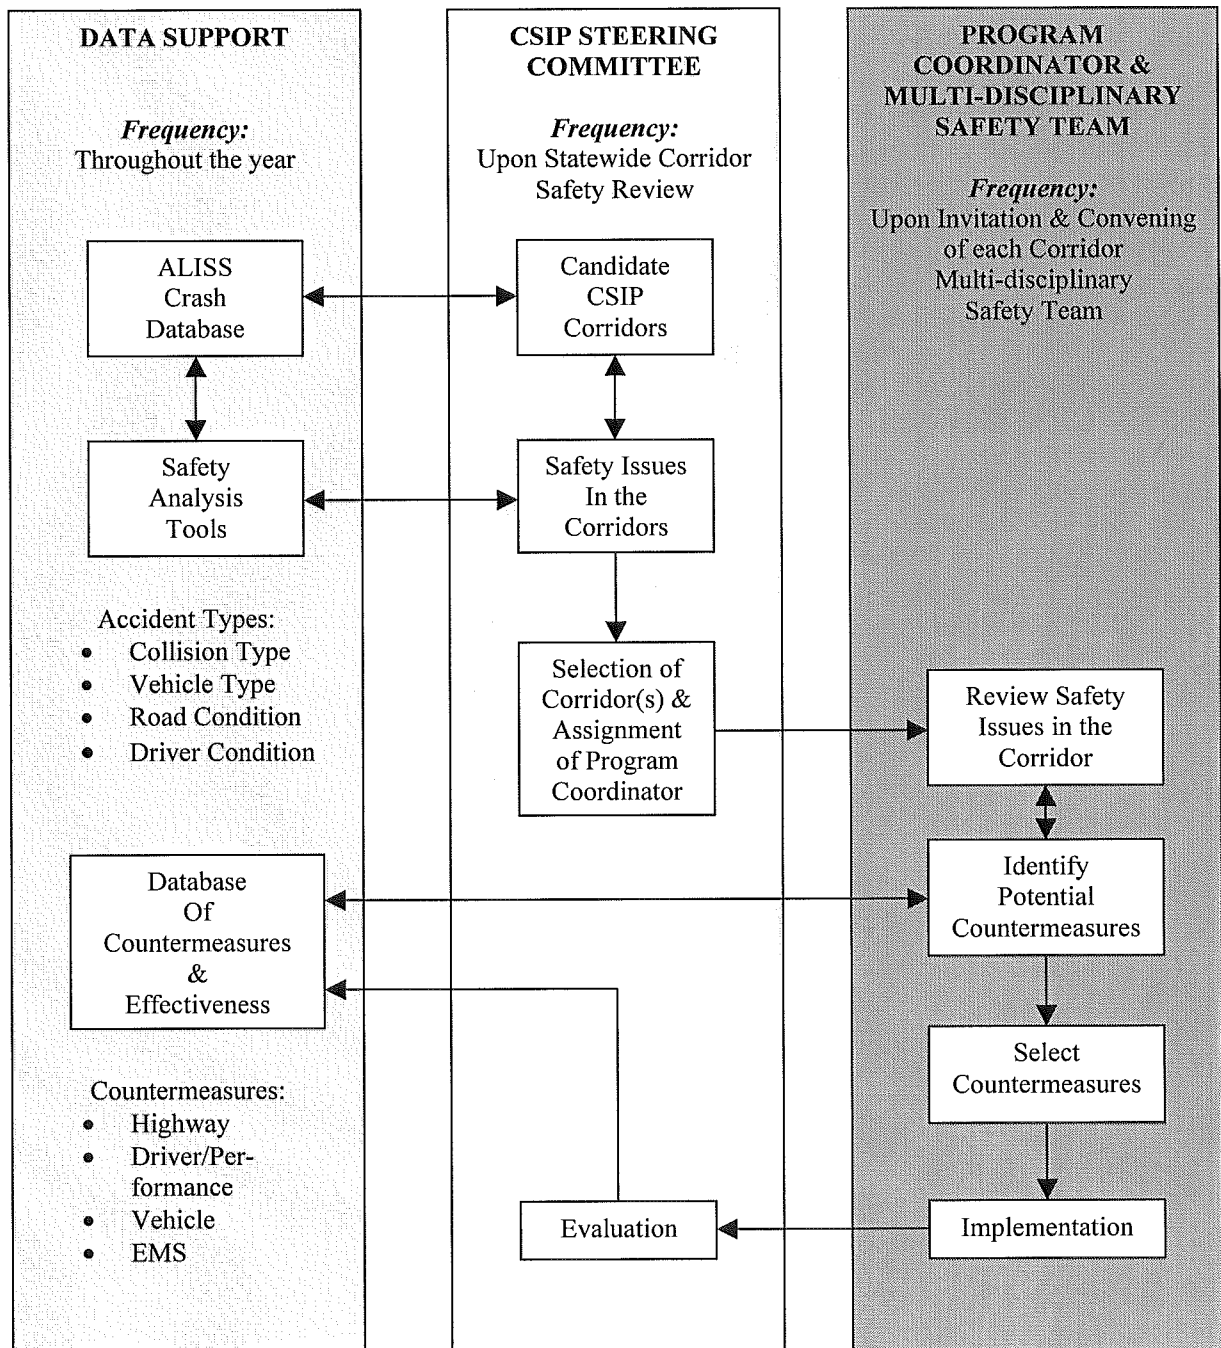 DATA SUPPORT
Frequency:
Throughout the year
ALISS
Crash
Database
Safety
Analysis
Tools
Accident Types:
• Collision Type
• Vehicle Type
• Road Condition
• Driver Condition
Database
Of
Countermeasures
&
Effectiveness
Countermeasures:
• Highway
• Driver/Per-
formance
• Vehicle
• EMS
CSIP STEERING
COMMITTEE
Frequency:
Upon Statewide Corridor
Safety Review
Candidate
CSIP
Corridors
Safety Issues
In the
Corridors
Selection of
Corridor(s) &
Assignment
of Program
Coordinator
Evaluation
PROGRAM
COORDINATOR &
MULTI-DISCIPLINARY
SAFETY TEAM
Frequency:
Upon Invitation & Convening
of each Corridor
Multi-disciplinary
Safety Team
Review Safety
Issues in the
Corridor
Identify
Potential
Countermeasures
Select
Countermeasures
Implementation